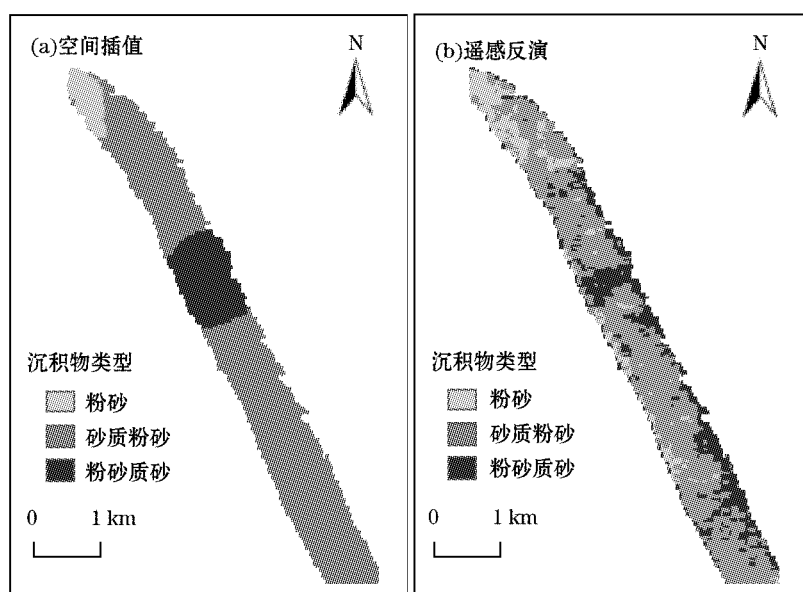 (a)空间插值
N
沉积物类型
粉砂
砂质粉砂
粉砂质砂
0 1 km
(b)遥感反演
N
沉积物类型
粉砂
砂质粉砂
粉砂质砂
0 1 km